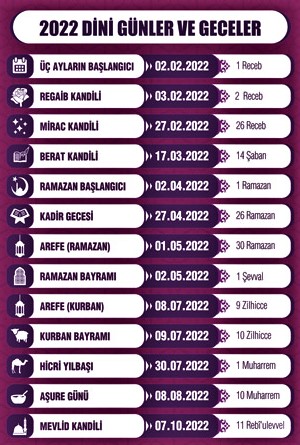 2022 DİNİ GÜNLER VE GECELER
ÜÇ AYLARIN BAŞLANGICI 02.02.2022 1 Receb
REGAİB KANDİLİ 03.02.2022 2 Receb
MİRAC KANDİLİ 27.02.2022 26 Receb
BERAT KANDİLİ 17.03.2022 14 Şaban
RAMAZAN BAŞLANGICI 02.04.2022 1 Ramazan
KADİR GECESİ 27.04.2022 26 Ramazan
AREFE (RAMAZAN) 01.05.2022 30 Ramazan
RAMAZAN BAYRAMI 02.05.2022 1 Şevval
AREFE (KURBAN) 08.07.2022 9 Zilhicce
KURBAN BAYRAMI 09.07.2022 10 Zilhicce
HİCRİ YILBAŞI 30.07.2022 1 Muharrem
AŞURE GÜNÜ 08.08.2022 10 Muharrem
MEVLİD KANDİLİ 07.10.2022 11 Rebî'ulevvel